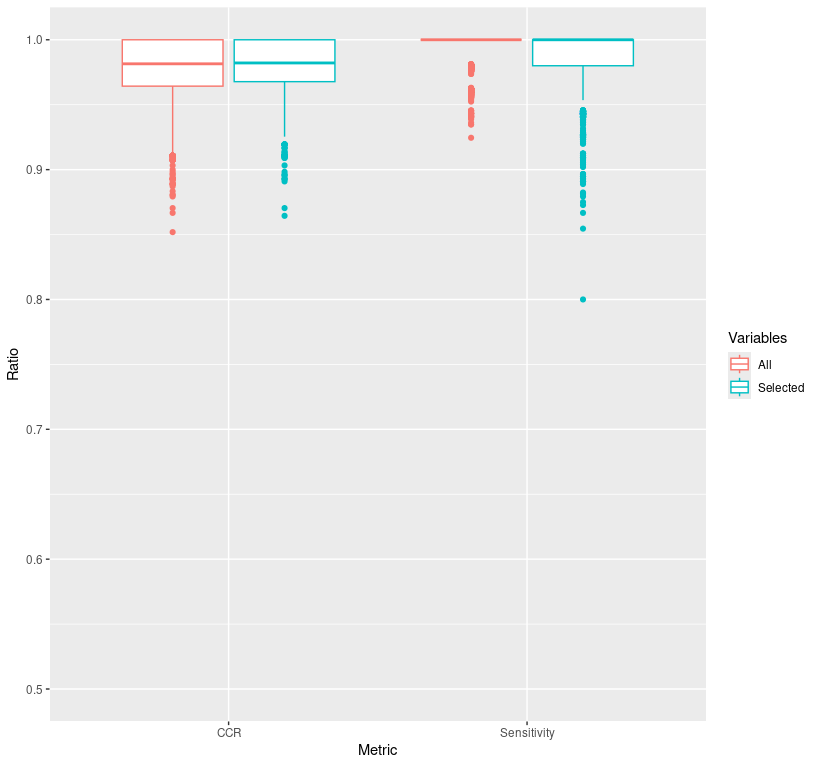 1.0
0.9
0.8
0.7
0.6
0.5
Ratio
CCR
Sensitivity
Metric
Variables
All
Selected